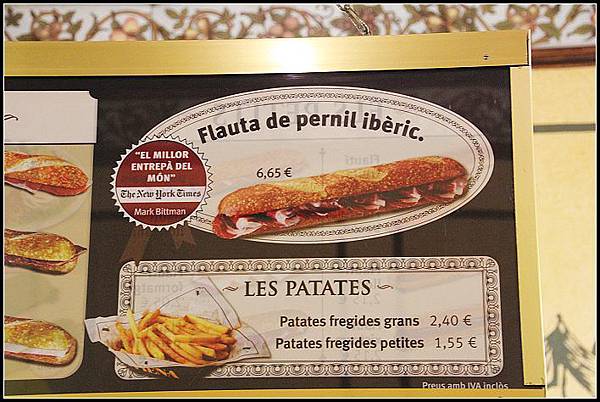 Flauta de pernil ibèric.
"EL MILLOR
ENTREPÀ DEL
MÓN"
The New York Times
Mark Bittman
6,65 €
LES PATATES
Patates fregides grans 2,40 €
Patates fregides petites 1,55 €
Preus amb IVA inclòs